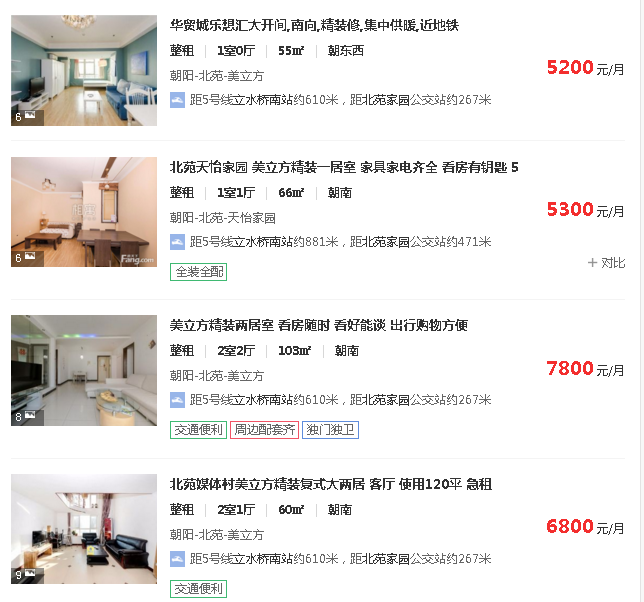 华贸城乐想汇大开间,南向,精装修,集中供暖,近地铁
整租 1室0厅 55㎡ 朝东西
5200元/月
朝阳-北苑-美立方
距5号线立水桥南站约610米，距北苑家园公交站约267米
6
北苑天怡家园 美立方精装一居室 家具家电齐全 看房有钥匙 5
整租 1室1厅 66㎡ 朝南
5300元/月
朝阳-北苑-天怡家园
距5号线立水桥南站约881米，距北苑家园公交站约471米
6
Fang.com
+ 对比
全装全配
美立方精装两居室 看房随时 看好能谈 出行购物方便
整租 2室2厅 103㎡ 朝南
7800元/月
朝阳-北苑-美立方
距5号线立水桥南站约610米，距北苑家园公交站约267米
8
交通便利 周边配套齐 独门独卫
北苑媒体村美立方精装复式大两居 客厅 使用120平 急租
整租 2室1厅 60㎡ 朝南
6800元/月
朝阳-北苑-美立方
距5号线立水桥南站约610米，距北苑家园公交站约267米
9
交通便利